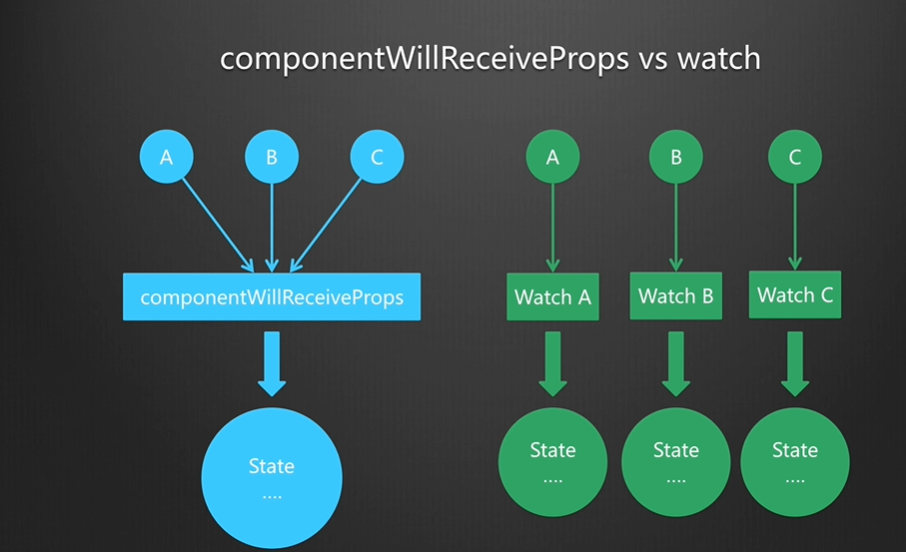 componentWillReceiveProps vs watch
A
B
C
A
B
C
componentWillReceiveProps
Watch A
Watch B
Watch C
State
....
State
....
State
....
State
....